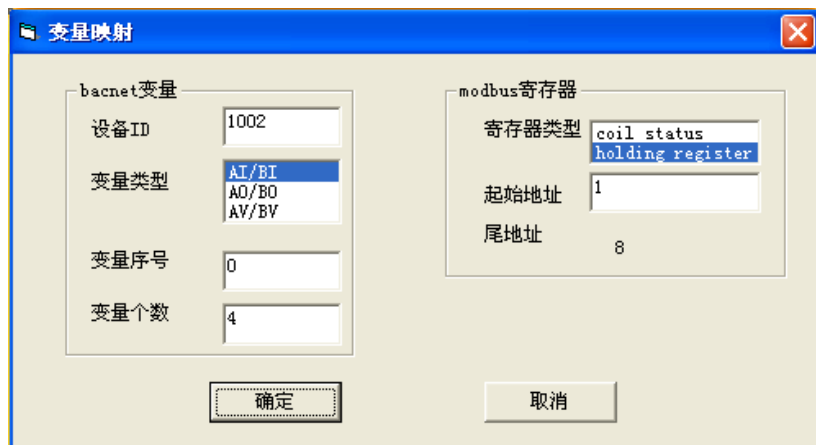 变量映射
bacnet变量
设备ID
1002
变量类型
AI/BI
AO/BO
AV/BV
变量序号
0
变量个数
4
modbus寄存器
寄存器类型
coil status
holding register
起始地址
1
尾地址
8
确定
取消